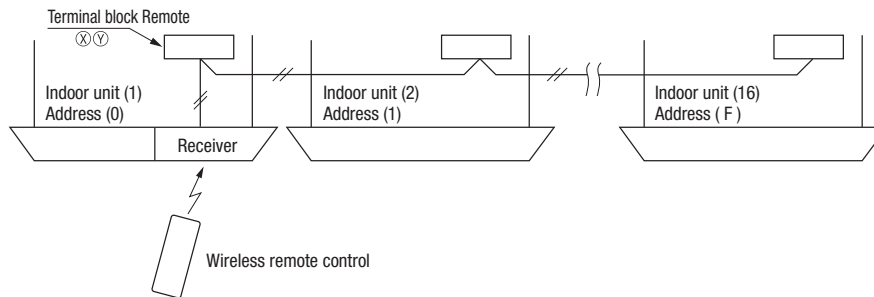 Terminal block Remote
Ⓧ Ⓨ
Indoor unit (1)
Address (0)
Receiver
Indoor unit (2)
Address (1)
Indoor unit (16)
Address ( F )
Wireless remote control